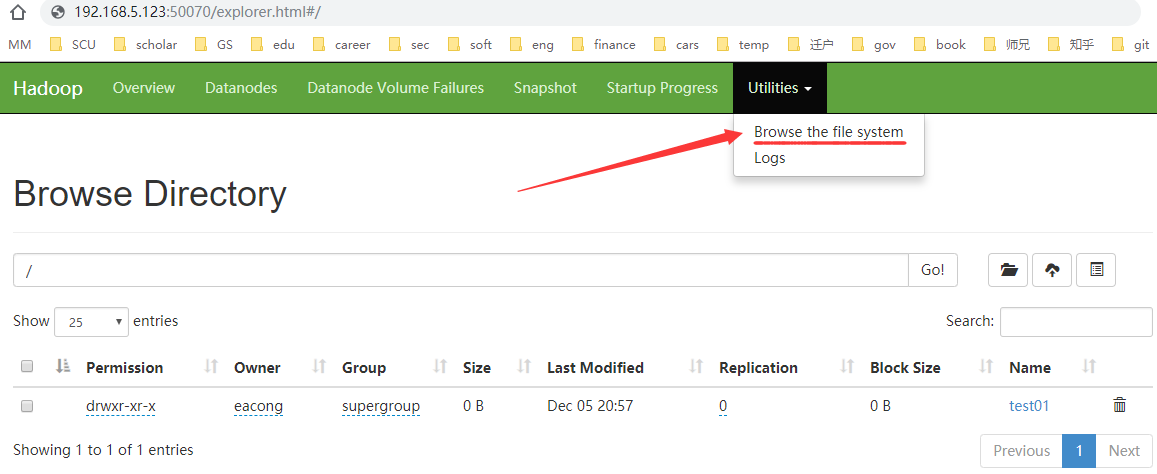 192.168.5.123:50070/explorer.html#/
MM SCU scholar GS edu career sec soft eng finance cars temp 迁户 gov book 师兄 知乎 git
Hadoop Overview Datanodes Datanode Volume Failures Snapshot Startup Progress Utilities
Browse the file system
Logs
Browse Directory
/ Go!
Show 25 entries Search:
Permission Owner Group Size Last Modified Replication Block Size Name
drwxr-xr-x eacong supergroup 0 B Dec 05 20:57 0 0 B test01
Showing 1 to 1 of 1 entries Previous 1 Next